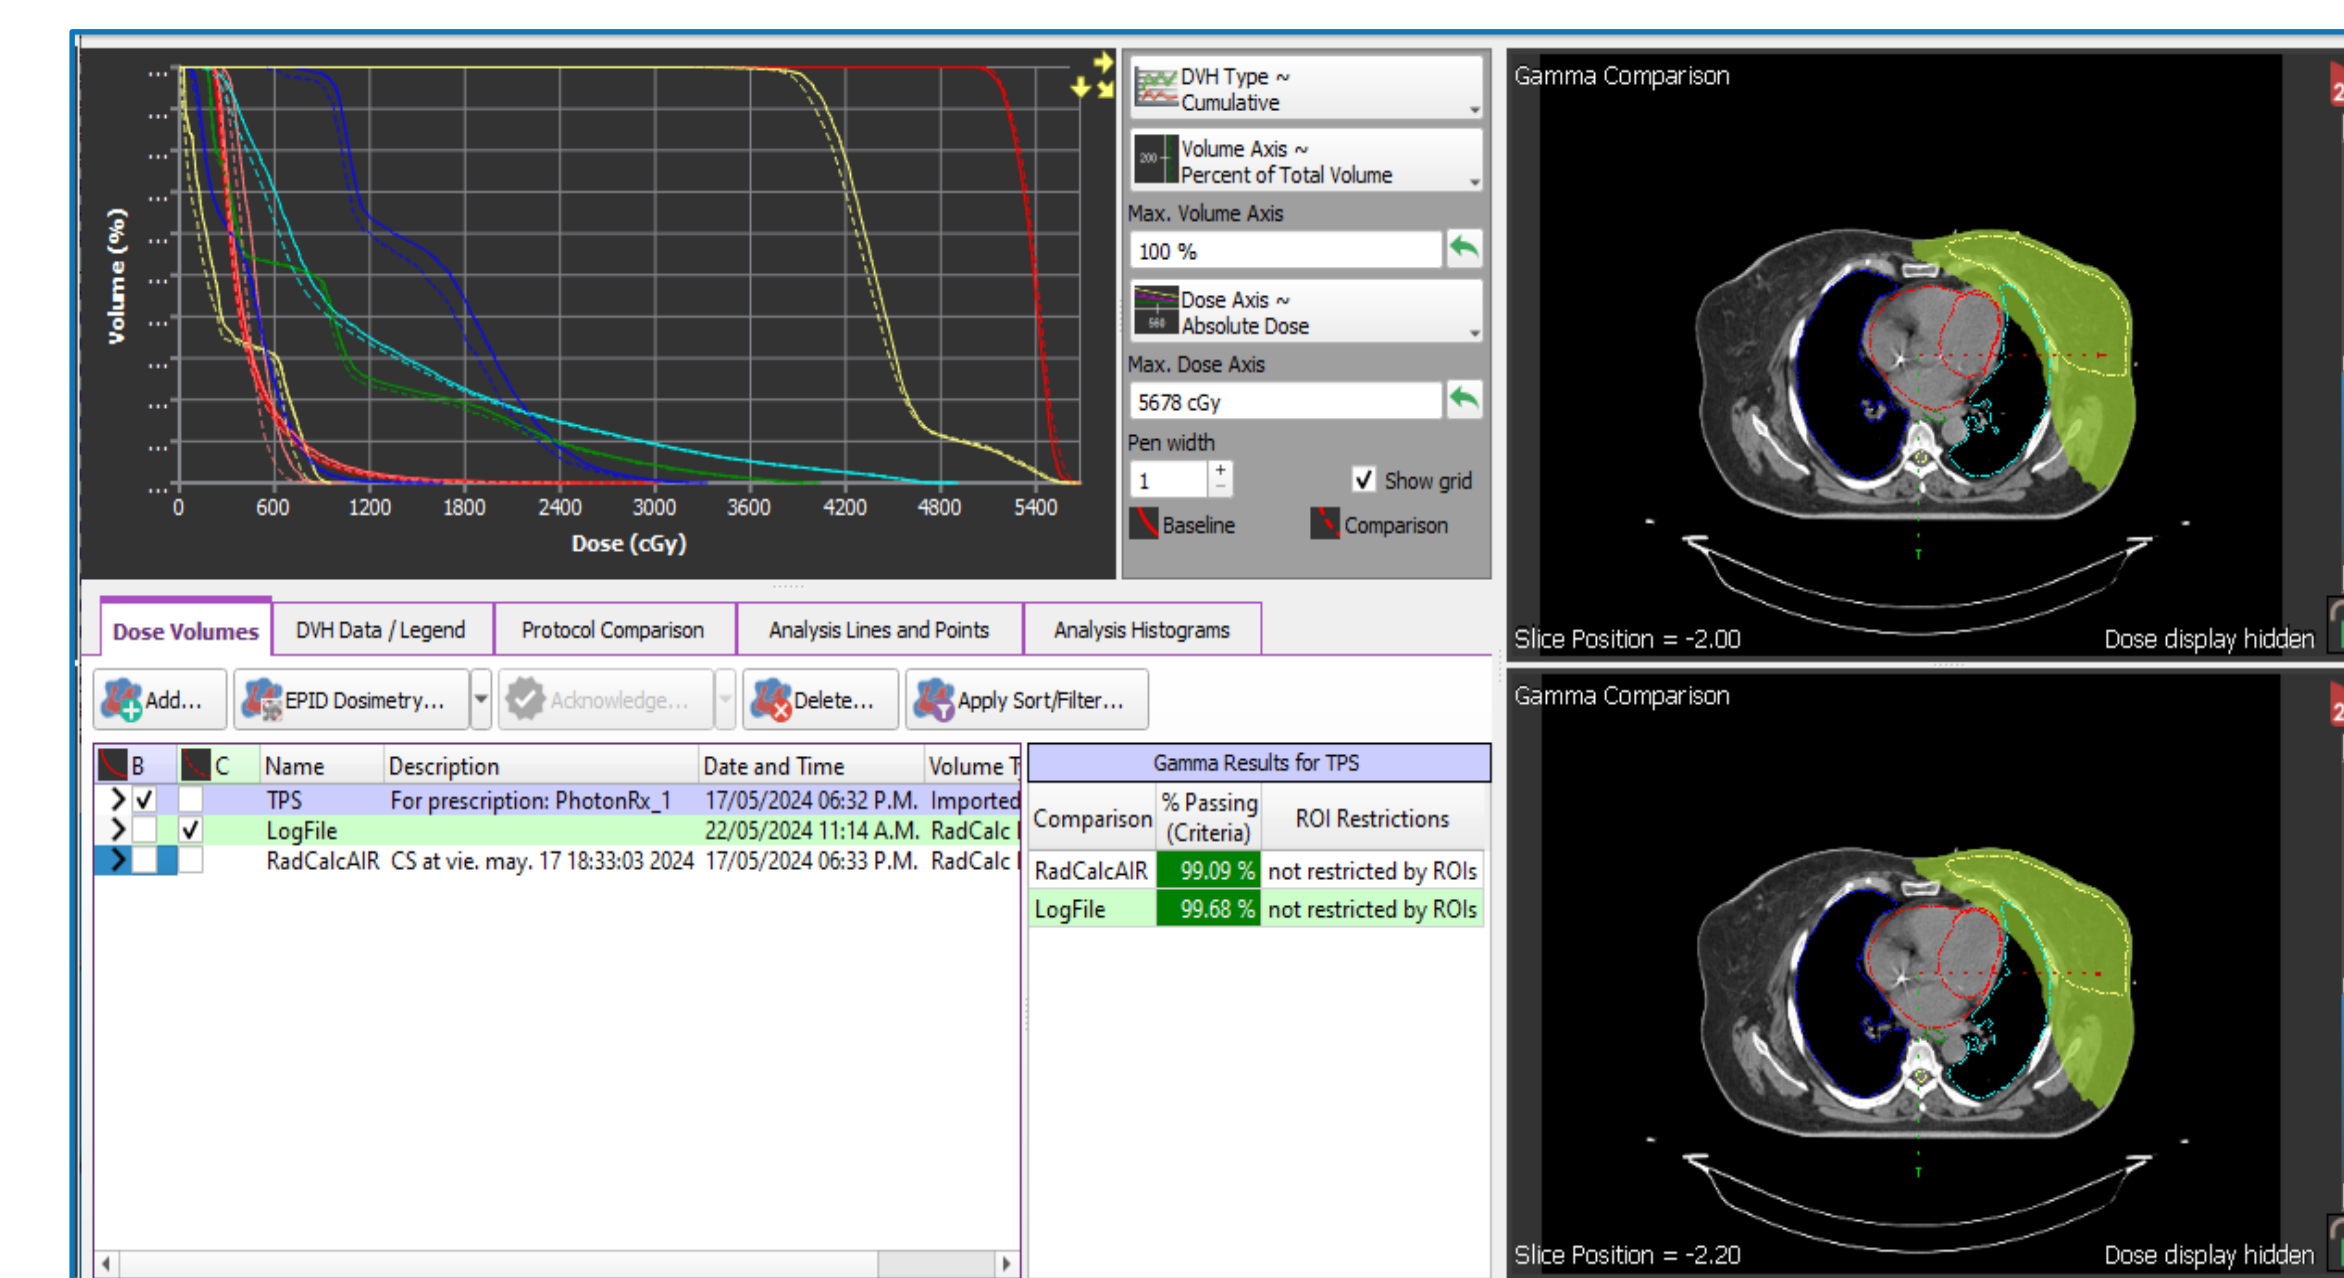 Volume (%)
0 600 1200 1800 2400 3000 3600 4200 4800 5400
Dose (cGy)
DVH Type ~
Cumulative
200
Volume Axis ~
Percent of Total Volume
Max. Volume Axis
100 %
560
Dose Axis ~
Absolute Dose
Max. Dose Axis
5678 cGy
Pen width
1
Show grid
Baseline
Comparison
Dose Volumes
DVH Data / Legend
Protocol Comparison
Analysis Lines and Points
Analysis Histograms
Add...
EPID Dosimetry...
Acknowledge...
Delete...
Apply Sort/Filter...
B C Name Description Date and Time Volume T
TPS For prescription: PhotonRx_1 17/05/2024 06:32 P.M. Imported
LogFile 22/05/2024 11:14 A.M. RadCalc
RadCalcAIR CS at vie. may. 17 18:33:03 2024 17/05/2024 06:33 P.M. RadCalc
Gamma Results for TPS
Comparison % Passing (Criteria) ROI Restrictions
RadCalcAIR 99.09 % not restricted by ROIs
LogFile 99.68 % not restricted by ROIs
Gamma Comparison
2
Slice Position = -2.00
Dose display hidden
Gamma Comparison
2
Slice Position = -2.20
Dose display hidden